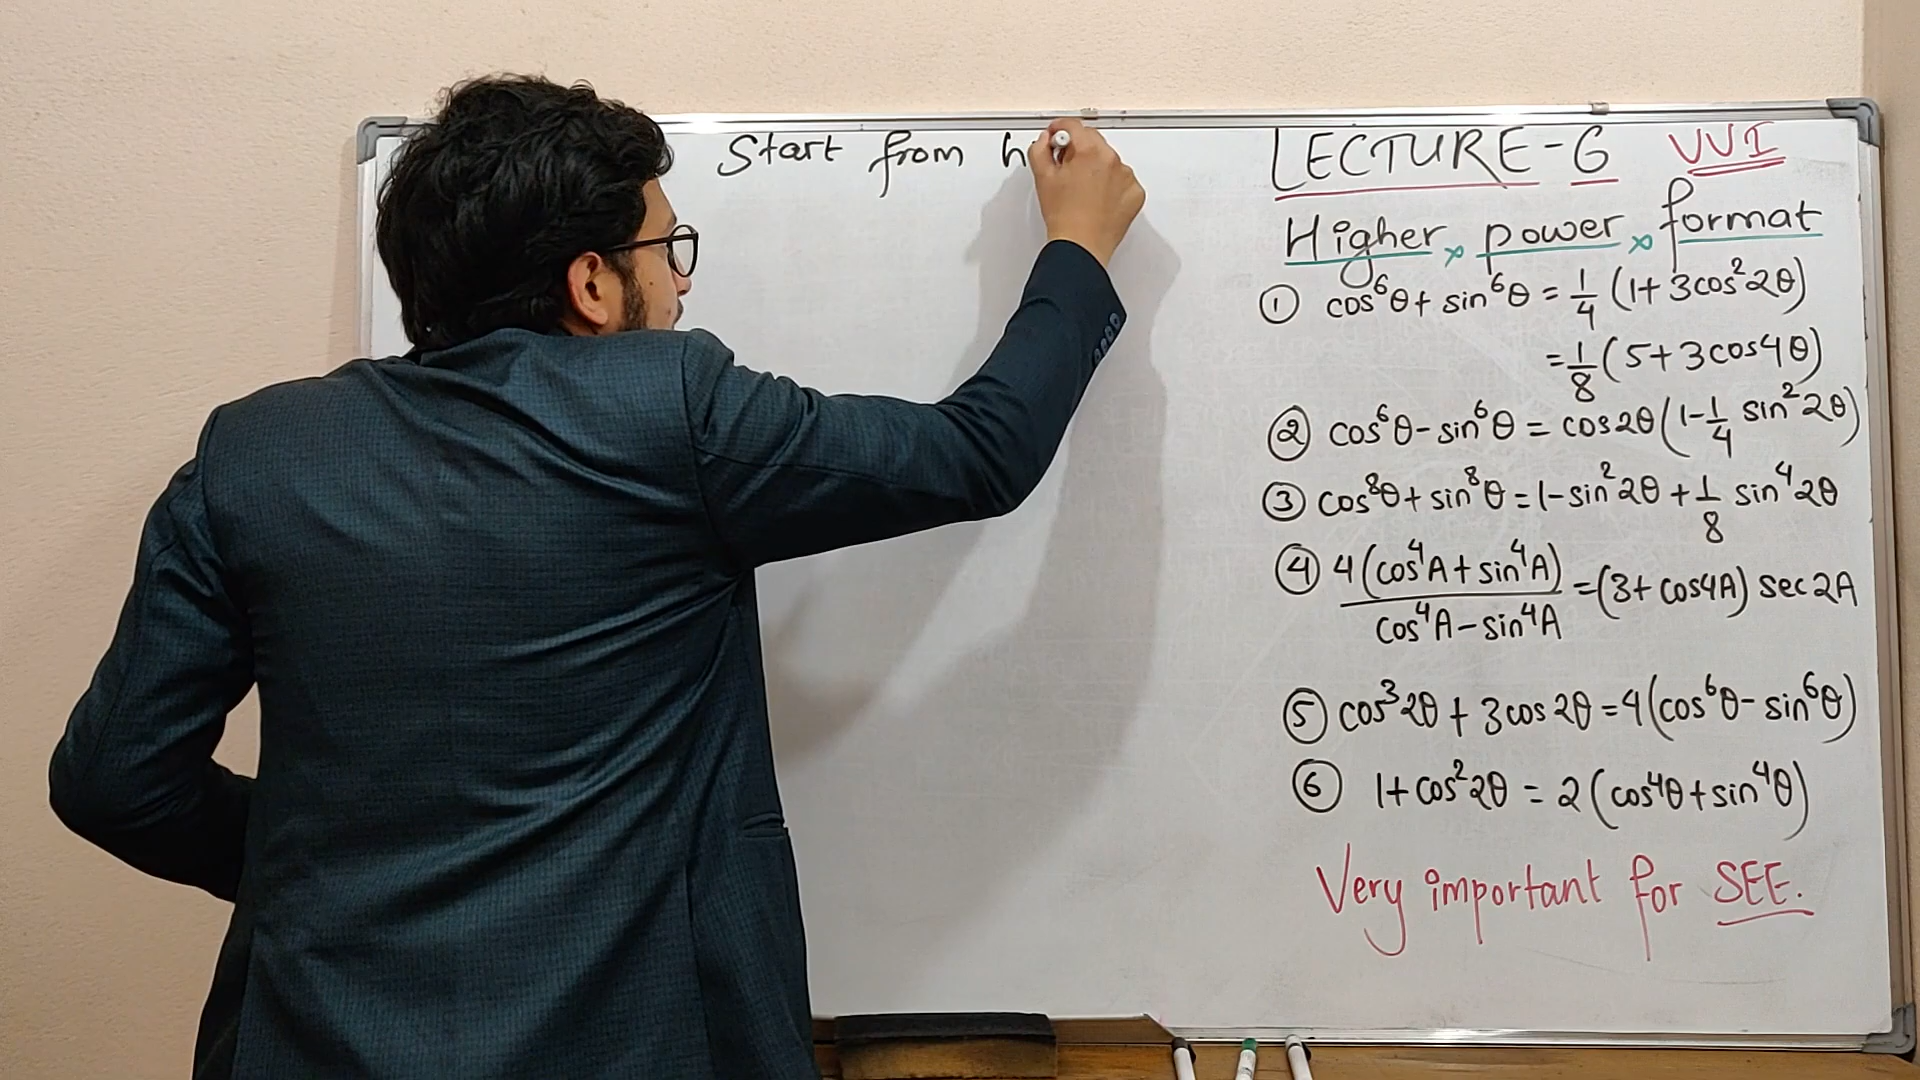 Start from h
LECTURE-6 VVI
Higher power format
① cos⁶θ + sin⁶θ = 1/4 (1 + 3cos²2θ)
= 1/8 (5 + 3cos4θ)
② cos⁶θ - sin⁶θ = cos2θ (1 - 1/4 sin²2θ)
③ cos⁸θ + sin⁸θ = 1 - sin²2θ + 1/8 sin⁴2θ
④ 4(cos⁴A + sin⁴A) / cos⁴A - sin⁴A = (3 + cos4A) sec2A
⑤ cos³2θ + 3cos2θ = 4(cos⁶θ - sin⁶θ)
⑥ 1 + cos²2θ = 2(cos⁴θ + sin⁴θ)
Very important for SEE.